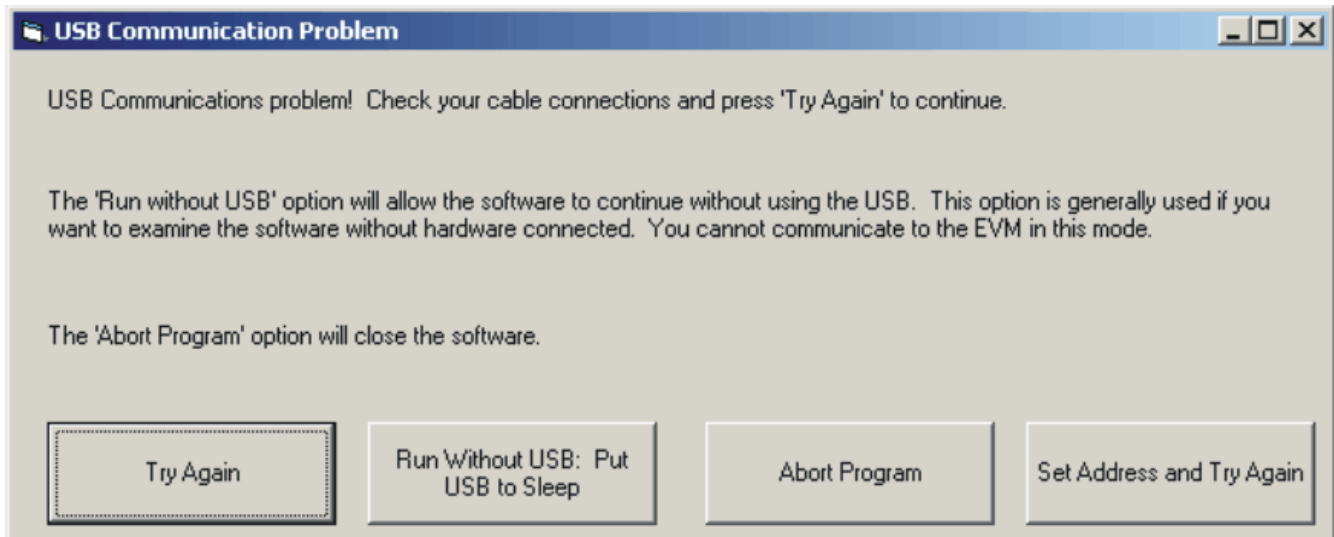 USB Communication Problem
USB Communications problem!  Check your cable connections and press 'Try Again' to continue.
The 'Run without USB' option will allow the software to continue without using the USB.  This option is generally used if you
want to examine the software without hardware connected.  You cannot communicate to the EVM in this mode.
The 'Abort Program' option will close the software.
Try Again
Run Without USB:  Put
USB to Sleep
Abort Program
Set Address and Try Again